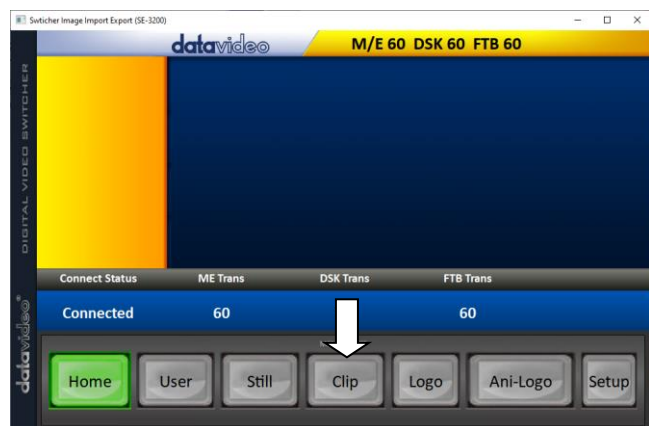 Swticher Image Import Export (SE-3200)
datavideo
M/E 60 DSK 60 FTB 60
DIGITAL VIDEO SWITCHER
Connect Status ME Trans DSK Trans FTB Trans
Connected 60 60
datavideo
Home User Still Clip Logo Ani-Logo Setup